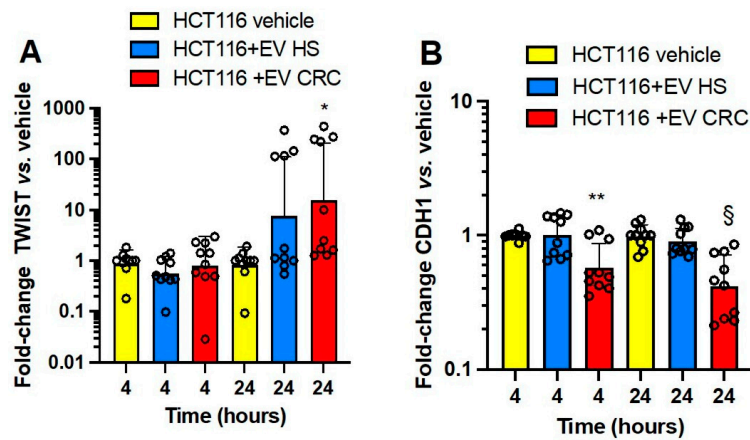 A
HCT116 vehicle
HCT116+EV HS
HCT116 +EV CRC
Fold-change TWIST vs. vehicle
1000
100
10
1
0.1
0.01
*
4 4 4 24 24 24
Time (hours)
B
HCT116 vehicle
HCT116+EV HS
HCT116 +EV CRC
Fold-change CDH1 vs. vehicle
10
1
0.1
**
§
4 4 4 24 24 24
Time (hours)